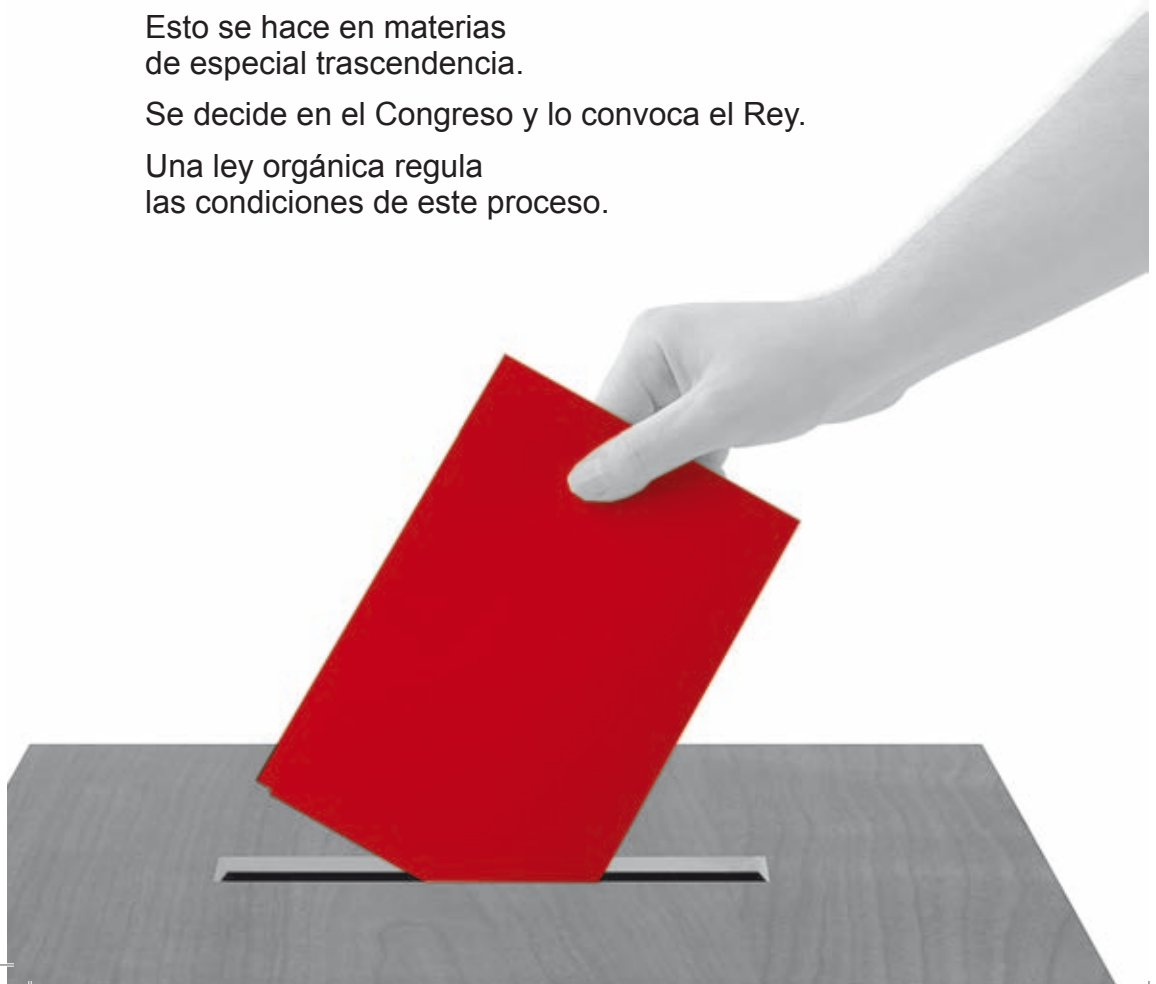 Esto se hace en materias
de especial trascendencia.
Se decide en el Congreso y lo convoca el Rey.
Una ley orgánica regula
las condiciones de este proceso.